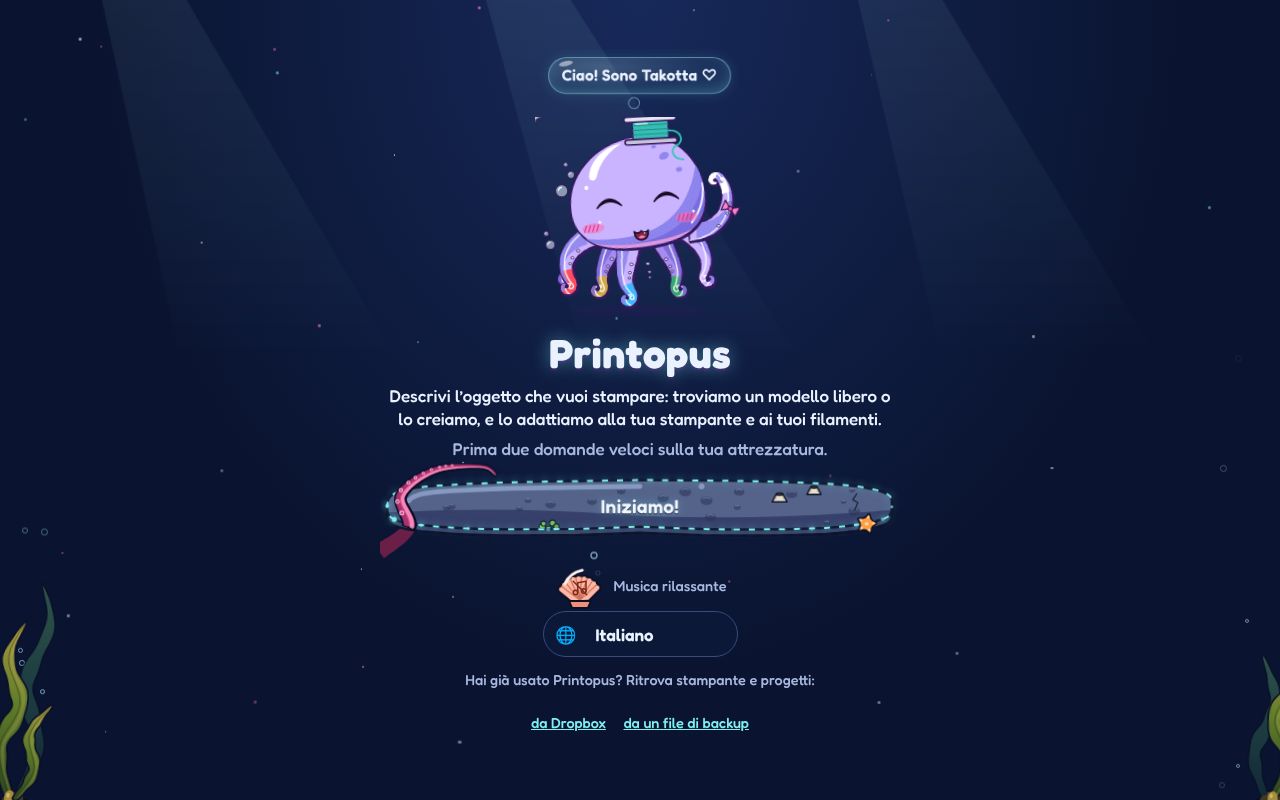 Ciao! Sono Takotta ♡
Printopus
Descrivi l'oggetto che vuoi stampare: troviamo un modello libero o
lo creiamo, e lo adattiamo alla tua stampante e ai tuoi filamenti.
Prima due domande veloci sulla tua attrezzatura.
Iniziamo!
Musica rilassante
Italiano
Hai già usato Printopus? Ritrova stampante e progetti:
da Dropbox da un file di backup